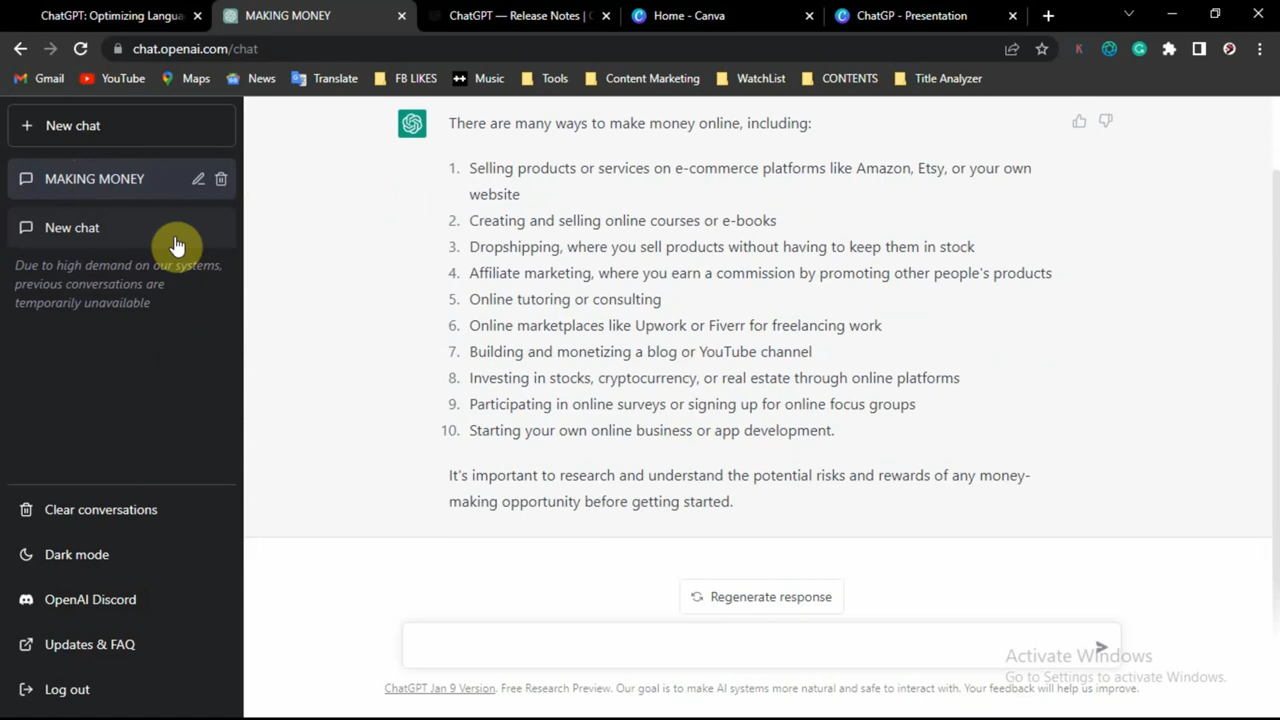 ChatGPT: Optimizing Langua
MAKING MONEY
ChatGPT — Release Notes |
Home - Canva
ChatGP - Presentation
chat.openai.com/chat
Gmail
YouTube
Maps
News
Translate
FB LIKES
Music
Tools
Content Marketing
WatchList
CONTENTS
Title Analyzer
New chat
MAKING MONEY
New chat
Due to high demand on our systems,
previous conversations are
temporarily unavailable
Clear conversations
Dark mode
OpenAI Discord
Updates & FAQ
Log out
There are many ways to make money online, including:
1. Selling products or services on e-commerce platforms like Amazon, Etsy, or your own
website
2. Creating and selling online courses or e-books
3. Dropshipping, where you sell products without having to keep them in stock
4. Affiliate marketing, where you earn a commission by promoting other people's products
5. Online tutoring or consulting
6. Online marketplaces like Upwork or Fiverr for freelancing work
7. Building and monetizing a blog or YouTube channel
8. Investing in stocks, cryptocurrency, or real estate through online platforms
9. Participating in online surveys or signing up for online focus groups
10. Starting your own online business or app development.
It's important to research and understand the potential risks and rewards of any money-
making opportunity before getting started.
Regenerate response
Activate Windows
Go to Settings to activate Windows.
ChatGPT Jan 9 Version. Free Research Preview. Our goal is to make AI systems more natural and safe to interact with. Your feedback will help us improve.